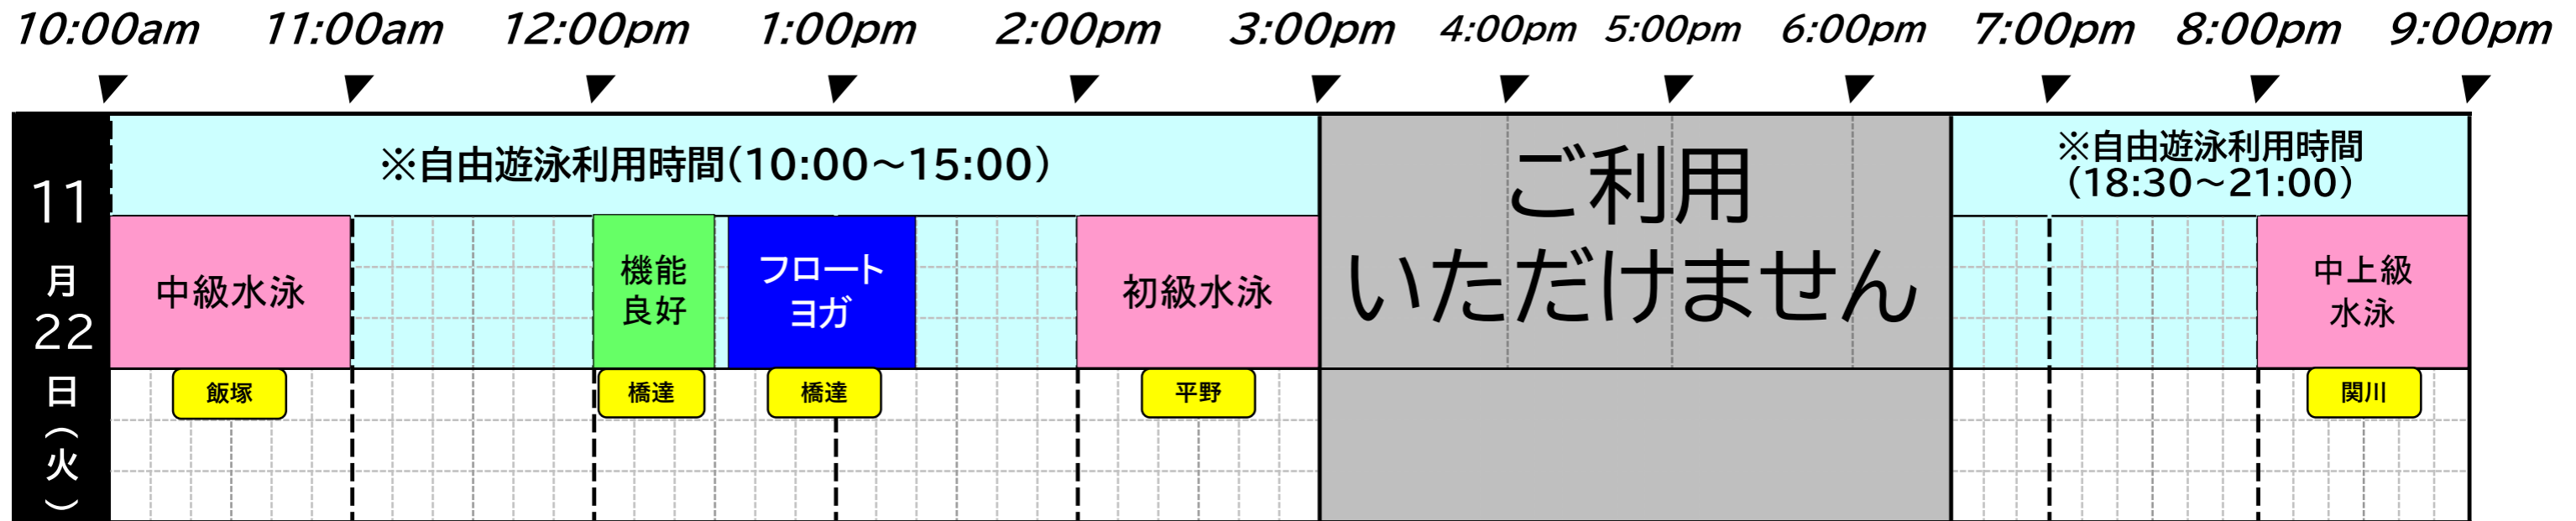 10:00am 11:00am 12:00pm 1:00pm 2:00pm 3:00pm 4:00pm 5:00pm 6:00pm 7:00pm 8:00pm 9:00pm
11
月
22
日
（火）
※自由遊泳利用時間(10:00～15:00)
中級水泳
飯塚
機能
良好
橋達
フロート
ヨガ
橋達
初級水泳
平野
ご利用
いただけません
※自由遊泳利用時間
(18:30～21:00)
中上級
水泳
関川